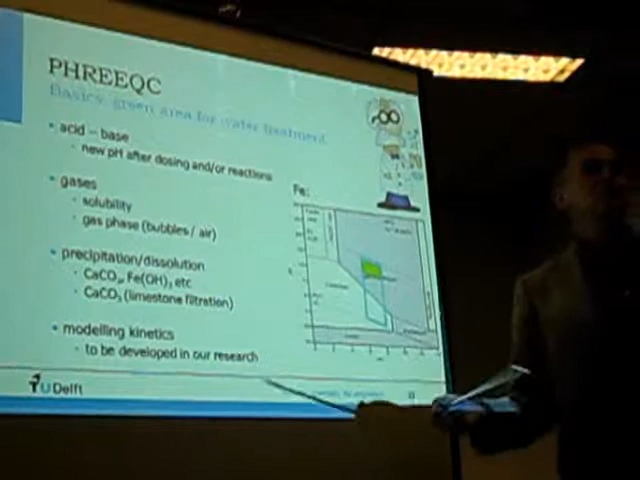 PHREEQC
Basics, green area for water treatment
• acid – base
• new pH after dosing and/or reactions
• gases
• solubility
• gas phase (bubbles / air)
Fe:
• precipitation/dissolution
• CaCO₃, Fe(OH)₃ etc
• CaCO₃ (limestone filtration)
• modelling kinetics
• to be developed in our research
TU Delft